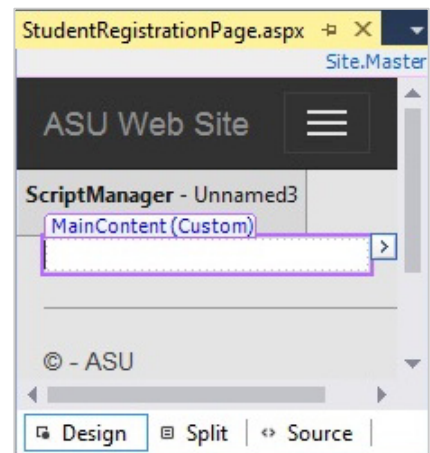 StudentRegistrationPage.aspx
Site.Master
ASU Web Site
ScriptManager - Unnamed3
MainContent (Custom)
© - ASU
Design Split Source